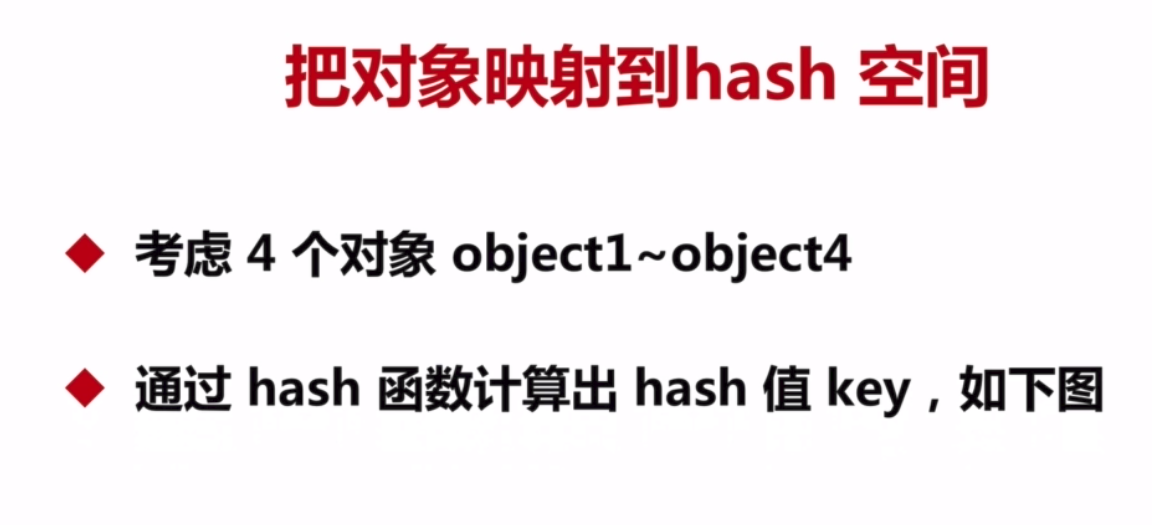 把对象映射到hash 空间
考虑 4 个对象 object1~object4
通过 hash 函数计算出 hash 值 key，如下图